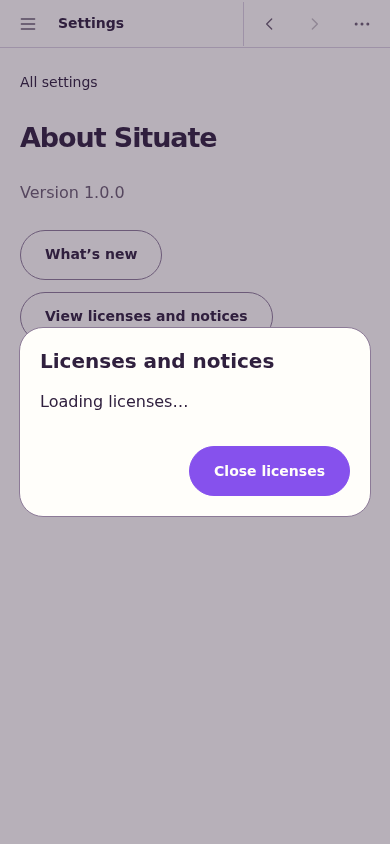 Settings
All settings
About Situate
Version 1.0.0
What’s new
View licenses and notices
Licenses and notices
Loading licenses…
Close licenses